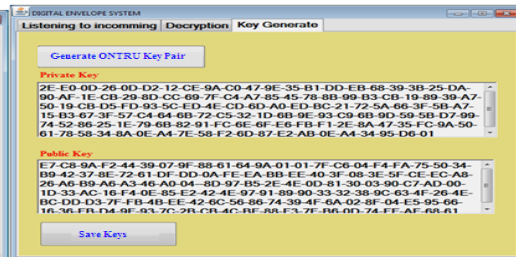 DIGITAL ENVELOPE SYSTEM
Listening to incomming Decryption Key Generate
Generate ONTRU Key Pair
Private Key
2E-E0-0D-26-0D-D2-12-CE-9A-C0-47-9E-35-B1-DD-EB-68-39-3B-25-DA-
90-AF-1E-CB-29-8D-CC-69-7F-C4-A7-85-45-78-8B-99-B3-CB-19-89-39-A7-
50-19-CB-D5-FD-93-5C-ED-4E-CD-6D-A0-ED-BC-21-72-5A-66-3F-5B-A7-
15-B3-67-3F-57-C4-64-6B-72-C5-32-1D-6B-9E-93-C9-6B-9D-59-5B-D7-99-
74-52-86-25-1E-79-6B-82-91-FC-6E-6F-E6-FB-F1-2E-8A-47-35-FC-9A-50-
61-78-58-34-8A-0E-A4-7E-58-F2-6D-87-E2-AB-0E-A4-34-95-D6-01
Public Key
E7-C8-9A-F2-44-39-07-9F-88-61-64-9A-01-01-7F-C6-04-F4-FA-75-50-34-
B9-42-37-8E-72-61-DF-DD-0A-FE-EA-BB-EE-40-3F-08-3E-5F-CE-EC-A8-
26-A6-B9-A6-A3-46-A0-04--8D-97-B5-2E-4E-0D-81-30-03-90-C7-AD-00-
1D-33-AC-16-F4-0E-85-E2-42-4E-97-91-89-90-33-32-38-9C-63-4F-26-4E-
BC-DD-D3-7F-FB-4B-EE-42-6C-56-86-74-39-4F-6A-02-8F-04-E5-95-66-
Save Keys